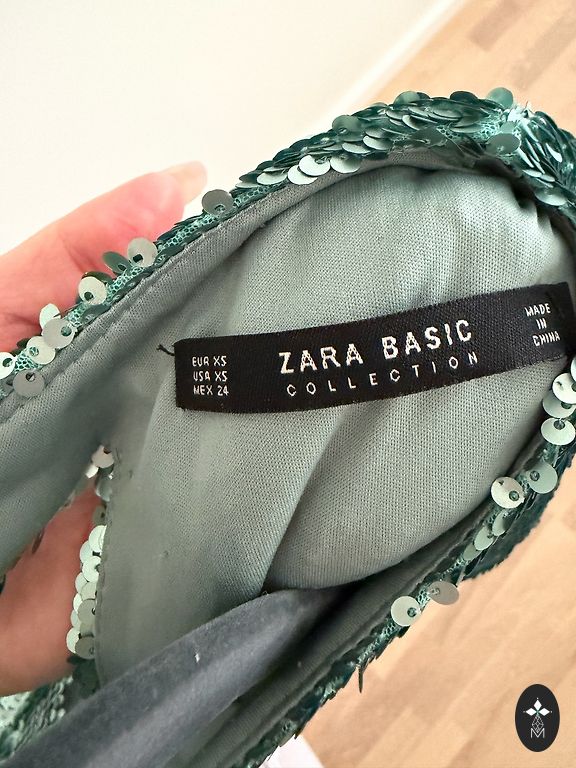 EUR XS
USA XS
MEX 24
ZARA BASIC
COLLECTION
MADE
IN
CHINA